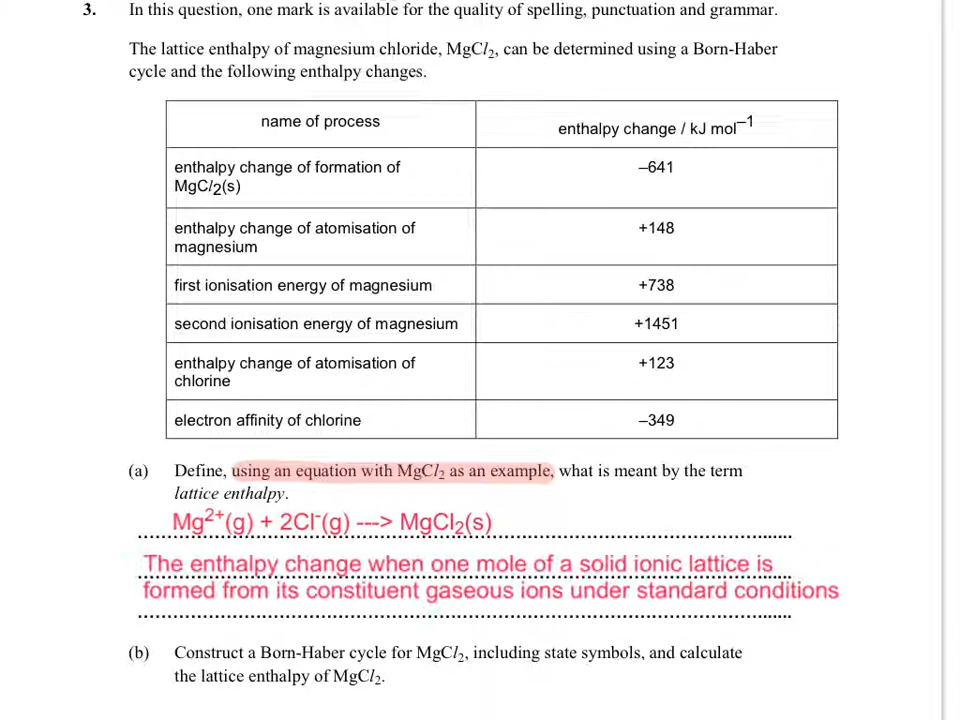 3. In this question, one mark is available for the quality of spelling, punctuation and grammar.
The lattice enthalpy of magnesium chloride, MgCl₂, can be determined using a Born-Haber
cycle and the following enthalpy changes.
name of process enthalpy change / kJ mol⁻¹
enthalpy change of formation of –641
MgCl2(s)
enthalpy change of atomisation of +148
magnesium
first ionisation energy of magnesium +738
second ionisation energy of magnesium +1451
enthalpy change of atomisation of +123
chlorine
electron affinity of chlorine –349
(a) Define, using an equation with MgCl₂ as an example, what is meant by the term
lattice enthalpy.
Mg²⁺(g) + 2Cl⁻(g) ---> MgCl₂(s)
The enthalpy change when one mole of a solid ionic lattice is
formed from its constituent gaseous ions under standard conditions
(b) Construct a Born-Haber cycle for MgCl₂, including state symbols, and calculate
the lattice enthalpy of MgCl₂.